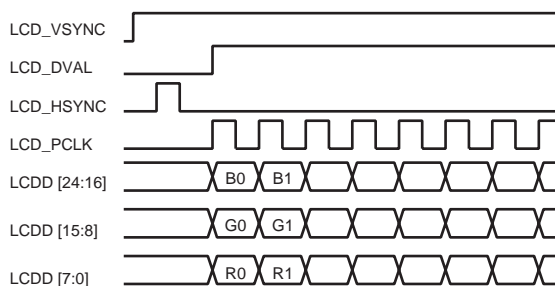 LCD_VSYNC
LCD_DVAL
LCD_HSYNC
LCD_PCLK
LCDD [24:16] B0 B1
LCDD [15:8] G0 G1
LCDD [7:0] R0 R1